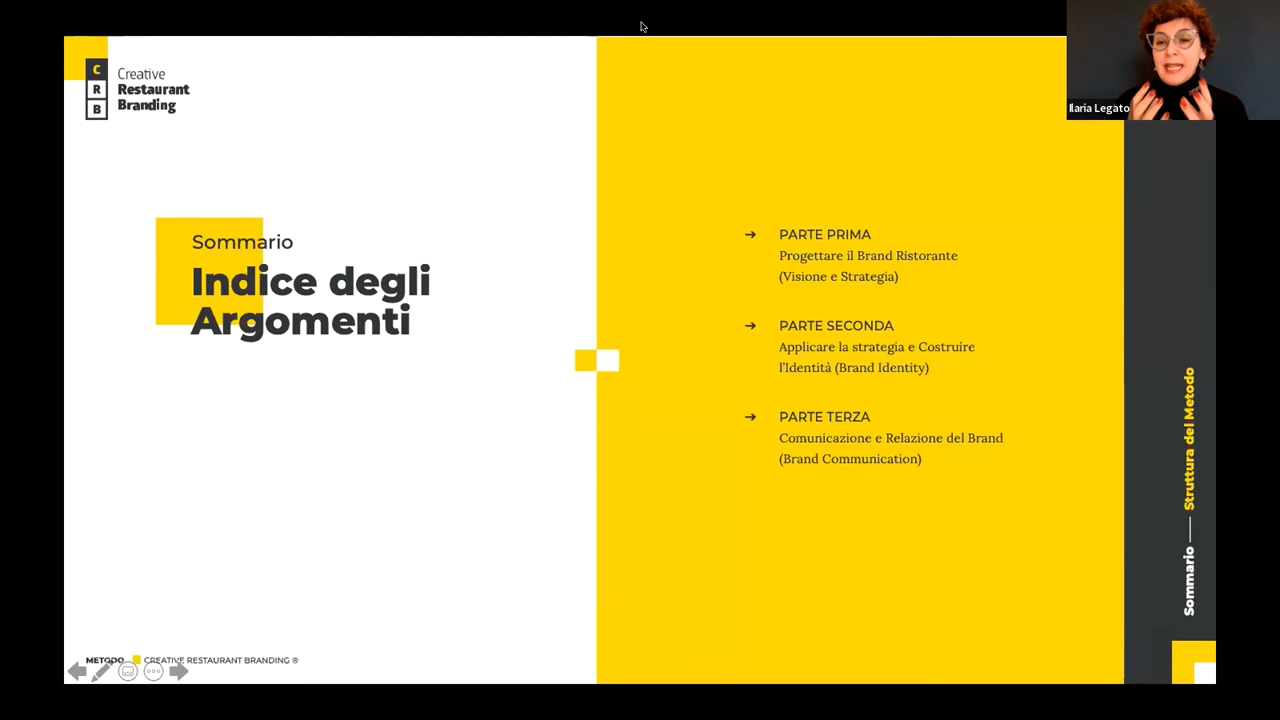 C
R
B
Creative
Restaurant
Branding
Ilaria Legato
Sommario
Indice degli
Argomenti
➔ PARTE PRIMA
Progettare il Brand Ristorante
(Visione e Strategia)
➔ PARTE SECONDA
Applicare la strategia e Costruire
l'Identità (Brand Identity)
➔ PARTE TERZA
Comunicazione e Relazione del Brand
(Brand Communication)
Sommario — Struttura del Metodo
METODO CREATIVE RESTAURANT BRANDING ®